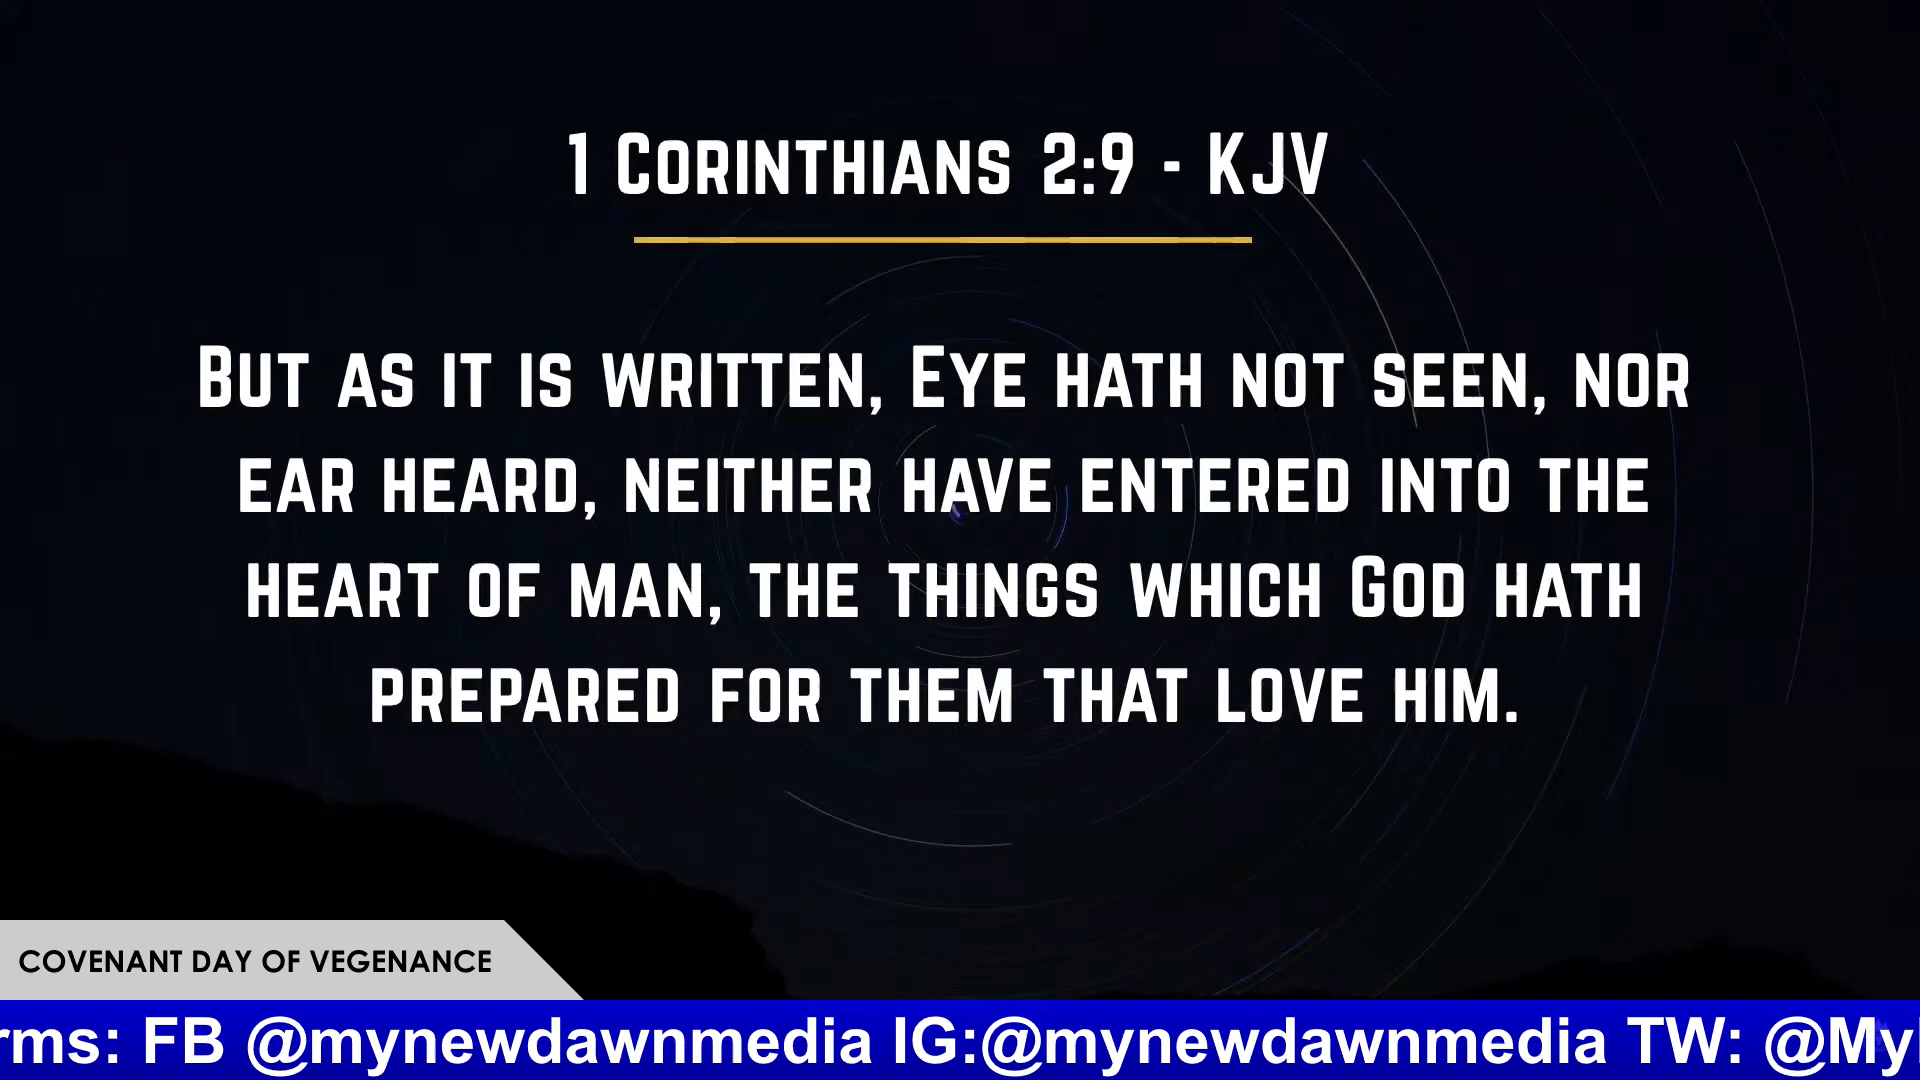 1 Corinthians 2:9 - KJV
But as it is written, Eye hath not seen, nor
ear heard, neither have entered into the
heart of man, the things which God hath
prepared for them that love him.
COVENANT DAY OF VEGENANCE
rms: FB @mynewdawnmedia IG:@mynewdawnmedia TW: @My